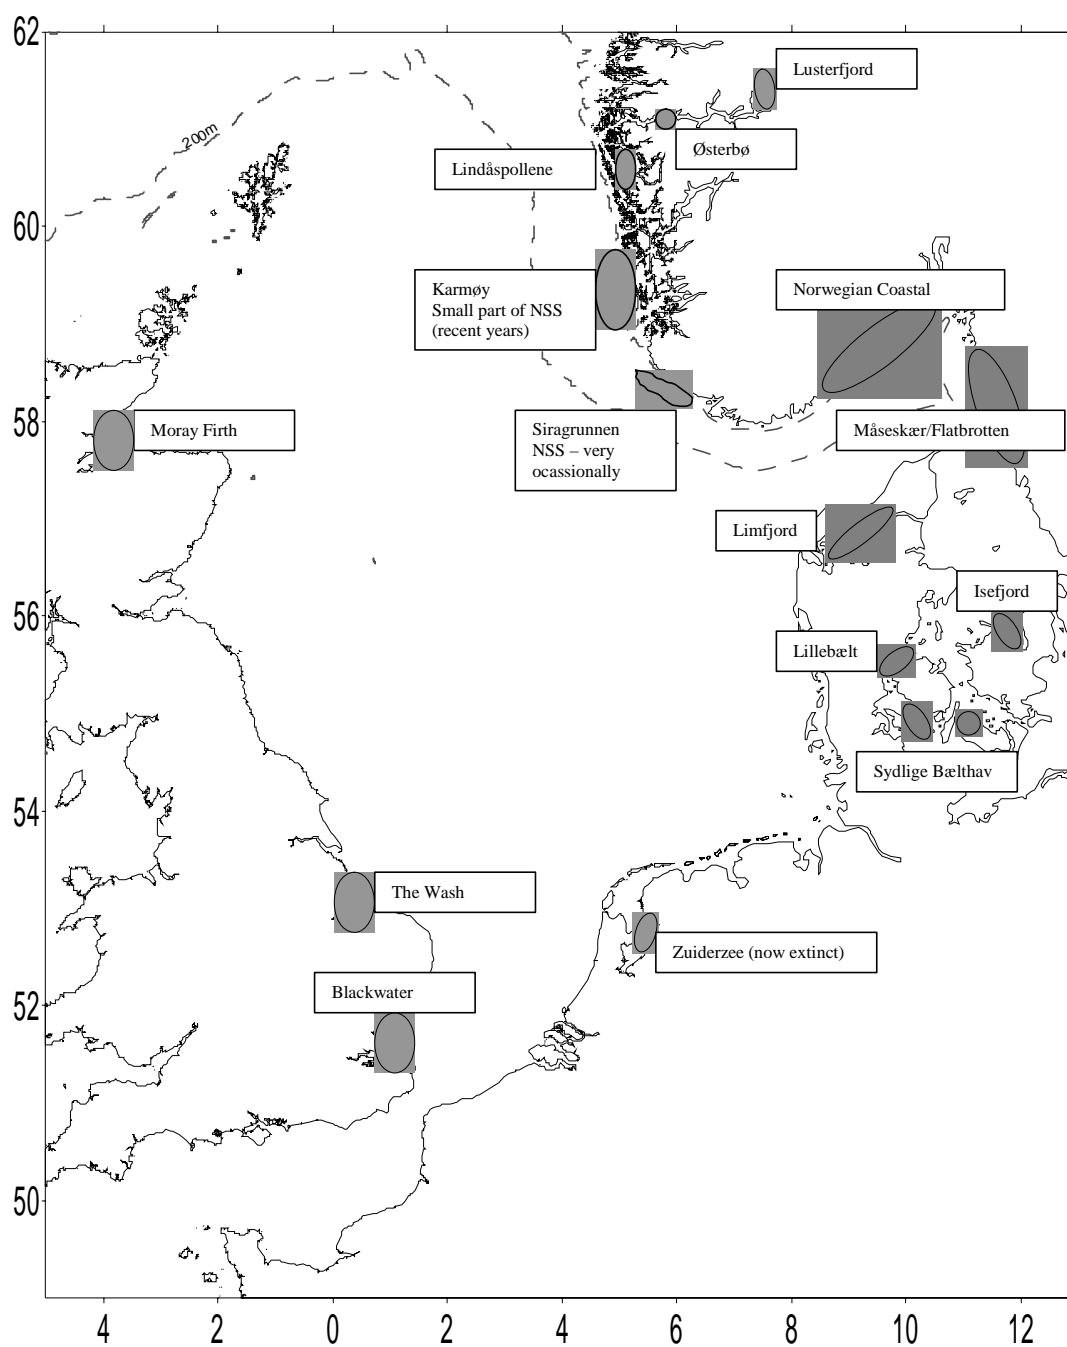 62
Lusterfjord
200m
Østerbø
Lindåspollene
60
Karmøy
Small part of NSS
(recent years)
Norwegian Coastal
58
Moray Firth
Siragrunnen
NSS – very
ocassionally
Måseskær/Flatbrotten
Limfjord
Isefjord
56
Lillebælt
Sydlige Bælthav
54
The Wash
Zuiderzee (now extinct)
52
Blackwater
50
4 2 0 2 4 6 8 10 12